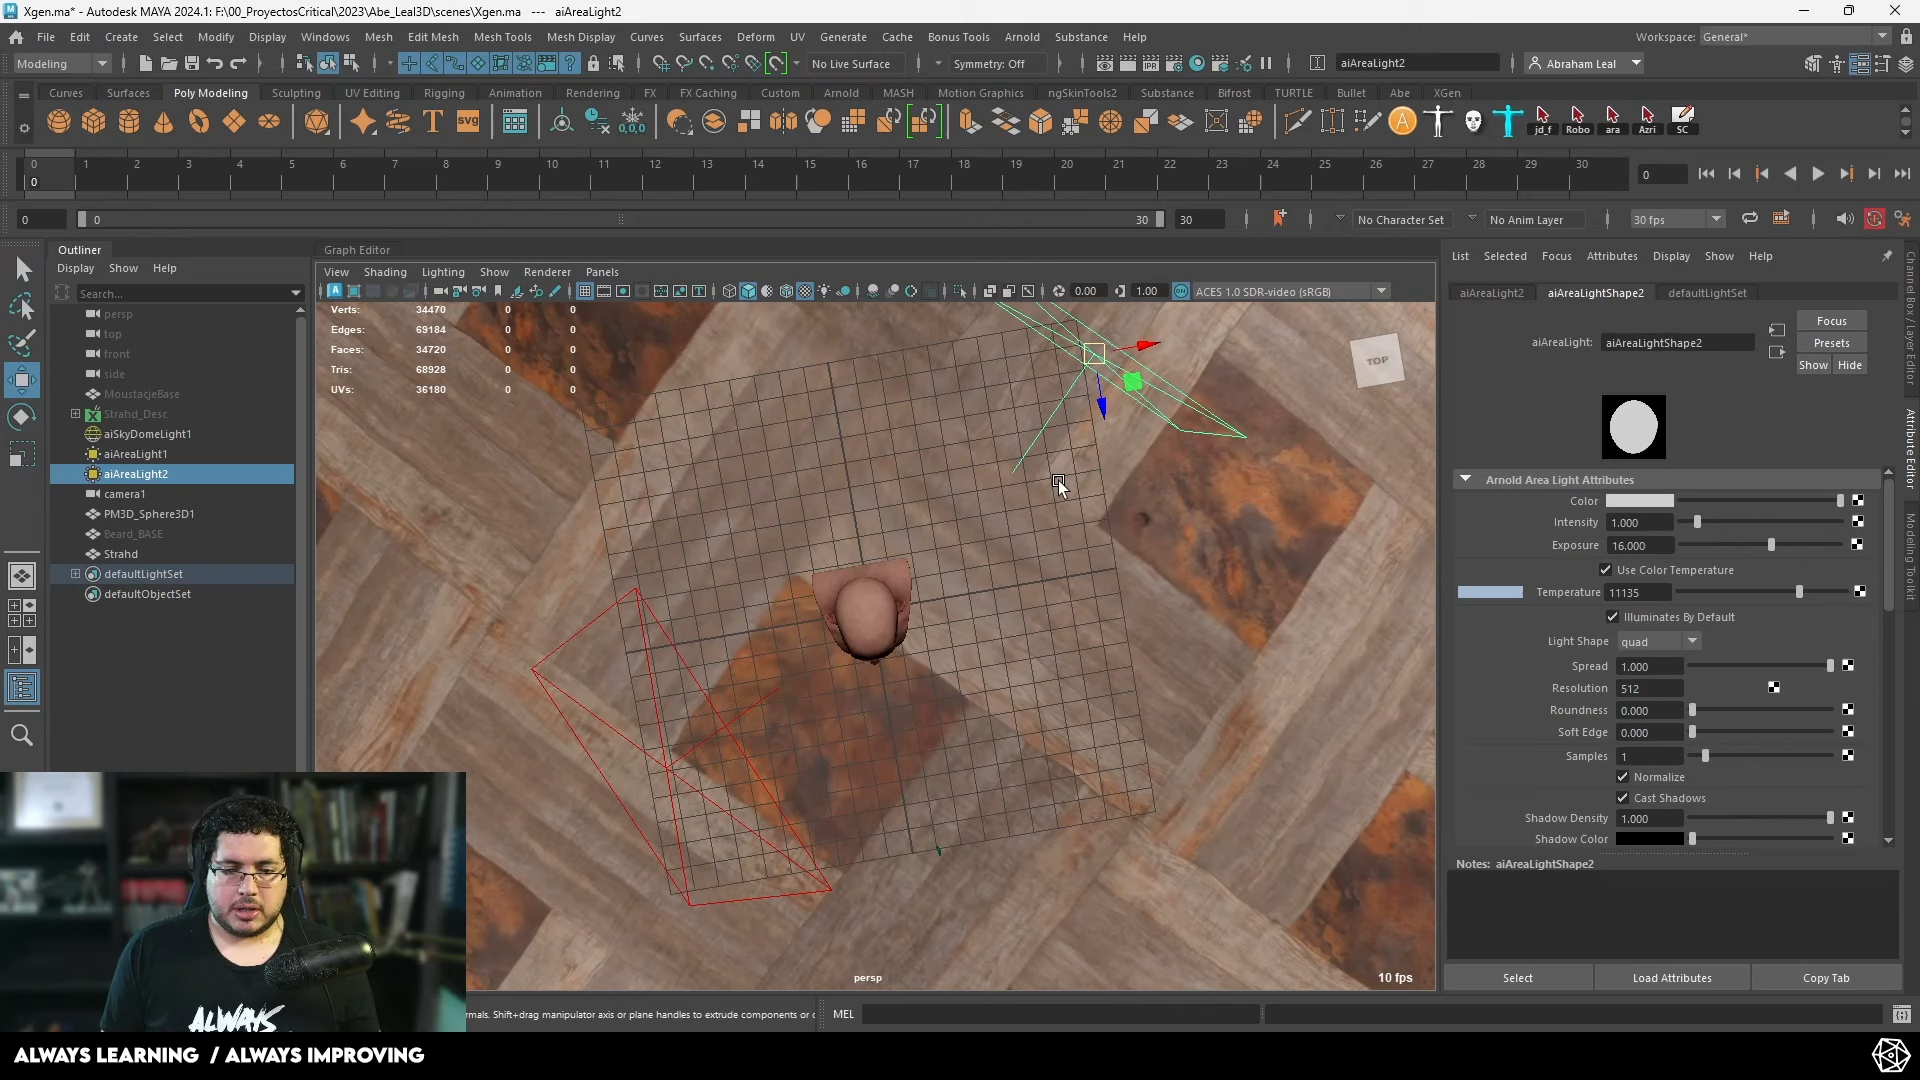 Xgen.ma* - Autodesk MAYA 2024.1: F:\00_ProyectosCritical\2023\Abe_Leal3D\scenes\Xgen.ma --- aiAreaLight2
File Edit Create Select Modify Display Windows Mesh Edit Mesh Mesh Tools Mesh Display Curves Surfaces Deform UV Generate Cache Bonus Tools Arnold Substance Help
Workspace: General*
Modeling No Live Surface Symmetry: Off aiAreaLight2 Abraham Leal
Curves Surfaces Poly Modeling Sculpting UV Editing Rigging Animation Rendering FX FX Caching Custom Arnold MASH Motion Graphics ngSkinTools2 Substance Bifrost TURTLE Bullet Abe XGen
jd_f Robo ara Azri SC
0 1 2 3 4 5 6 7 8 9 10 11 12 13 14 15 16 17 18 19 20 21 22 23 24 25 26 27 28 29 30
0 0
0 0 30 30 No Character Set No Anim Layer 30 fps
Outliner
Display Show Help
Search...
persp
top
front
side
MoustacjeBase
Strahd_Desc
aiSkyDomeLight1
aiAreaLight1
aiAreaLight2
camera1
PM3D_Sphere3D1
Beard_BASE
Strahd
defaultLightSet
defaultObjectSet
Graph Editor
View Shading Lighting Show Renderer Panels
0.00 1.00 ACES 1.0 SDR-video (sRGB)
Verts: 34470 0 0
Edges: 69184 0 0
Faces: 34720 0 0
Tris: 68928 0 0
UVs: 36180 0 0
TOP
persp
10 fps
List Selected Focus Attributes Display Show Help
aiAreaLight2 aiAreaLightShape2 defaultLightSet
aiAreaLight: aiAreaLightShape2
Focus
Presets
Show Hide
Arnold Area Light Attributes
Color
Intensity 1.000
Exposure 16.000
Use Color Temperature
Temperature 11135
Illuminates By Default
Light Shape quad
Spread 1.000
Resolution 512
Roundness 0.000
Soft Edge 0.000
Samples 1
Normalize
Cast Shadows
Shadow Density 1.000
Shadow Color
Notes: aiAreaLightShape2
Select Load Attributes Copy Tab
Channel Box / Layer Editor
Attribute Editor
Modeling Toolkit
rmals. Shift+drag manipulator axis or plane handles to extrude components or c
MEL
ALWAYS
ALWAYS LEARNING / ALWAYS IMPROVING